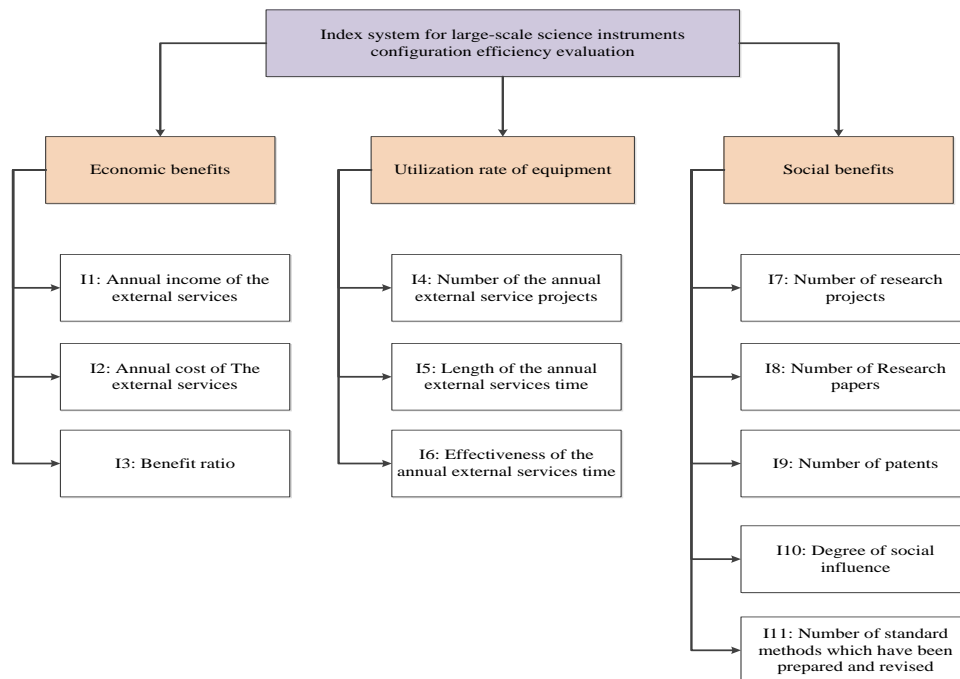 Index system for large-scale science instruments
configuration efficiency evaluation
Economic benefits
Utilization rate of equipment
Social benefits
I1: Annual income of the
external services
I2: Annual cost of The
external services
I3: Benefit ratio
I4: Number of the annual
external service projects
I5: Length of the annual
external services time
I6: Effectiveness of the
annual external services time
I7: Number of research
projects
I8: Number of Research
papers
I9: Number of patents
I10: Degree of social
influence
I11: Number of standard
methods which have been
prepared and revised